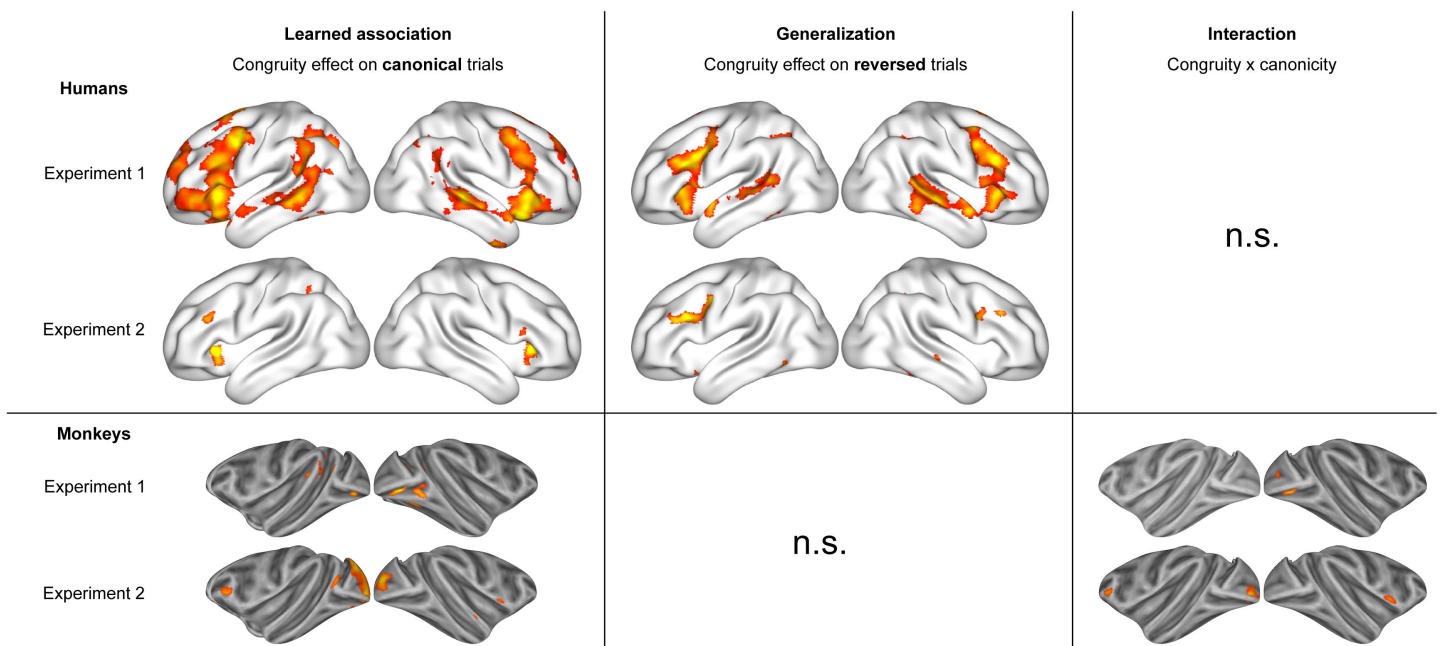 Learned association
Congruity effect on canonical trials
Generalization
Congruity effect on reversed trials
Interaction
Congruity x canonicity
Humans
Experiment 1
n.s.
Experiment 2
Monkeys
Experiment 1
n.s.
Experiment 2